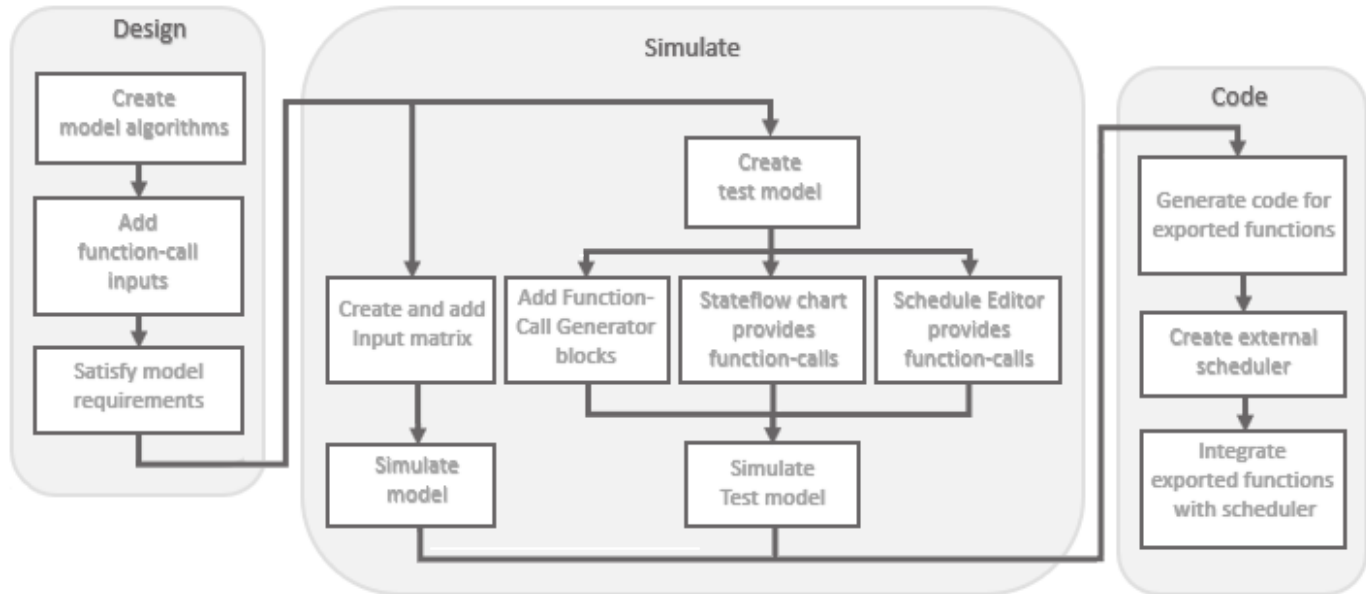 Design
Create
model algorithms
Add
function-call
inputs
Satisfy model
requirements
Simulate
Create
test model
Create and add
Input matrix
Add Function-
Call Generator
blocks
Stateflow chart
provides
function-calls
Schedule Editor
provides
function-calls
Simulate
model
Simulate
Test model
Code
Generate code for
exported functions
Create external
scheduler
Integrate
exported functions
with scheduler